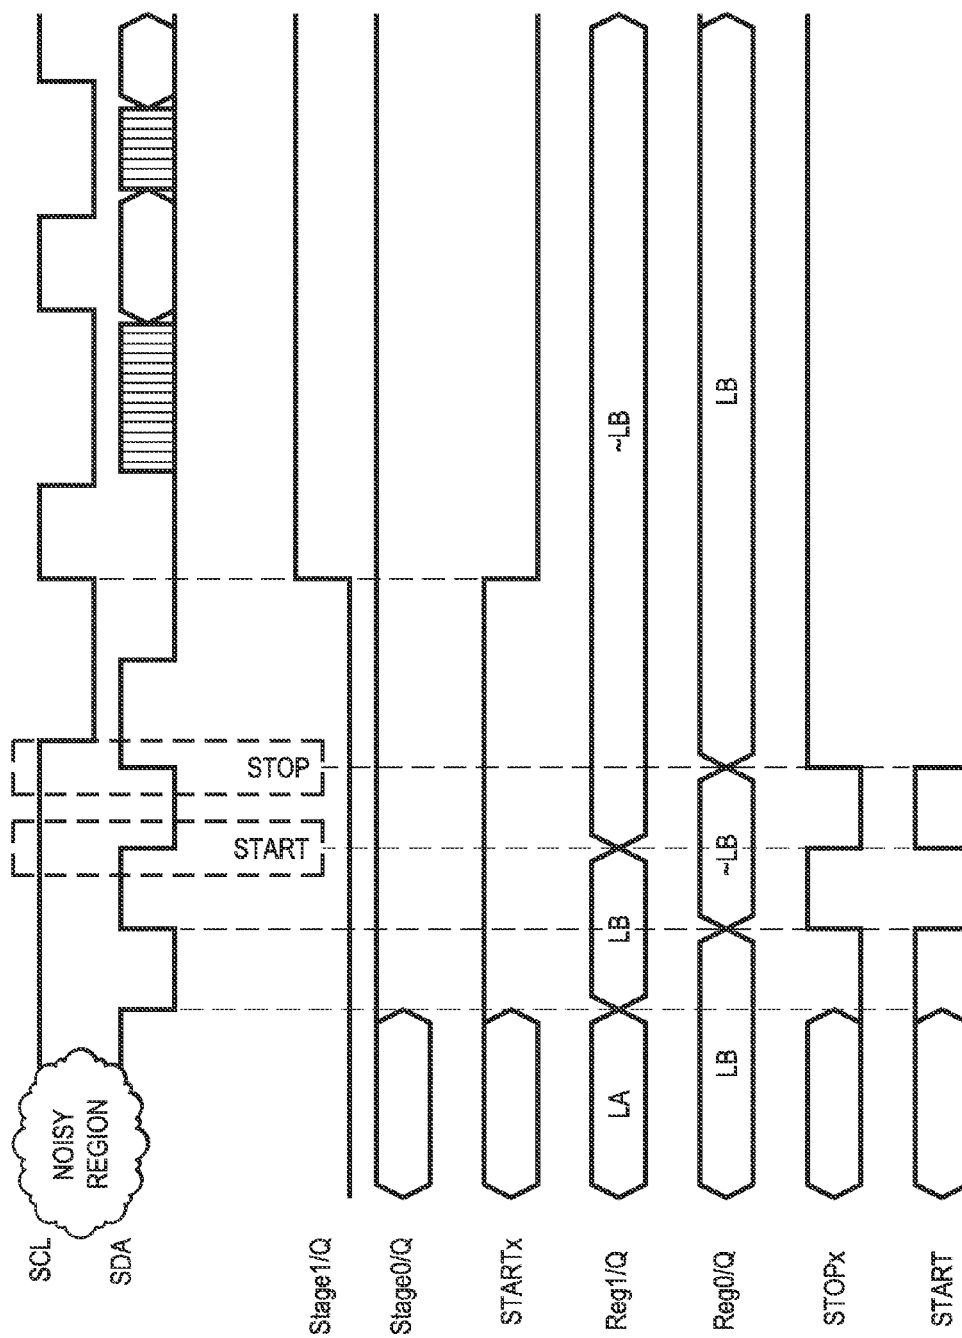 SCL
NOISY
REGION
SDA
START
STOP
Stage1/Q
Stage0/Q
STARTx
Reg1/Q
LA
LB
~LB
Reg0/Q
LB
~LB
LB
STOPx
START